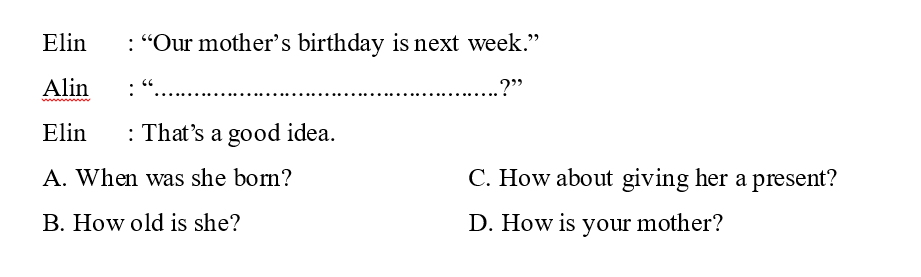 Elin : “Our mother’s birthday is next week.”
Alin : “.....................................................?”
Elin : That’s a good idea.
A. When was she born? C. How about giving her a present?
B. How old is she? D. How is your mother?